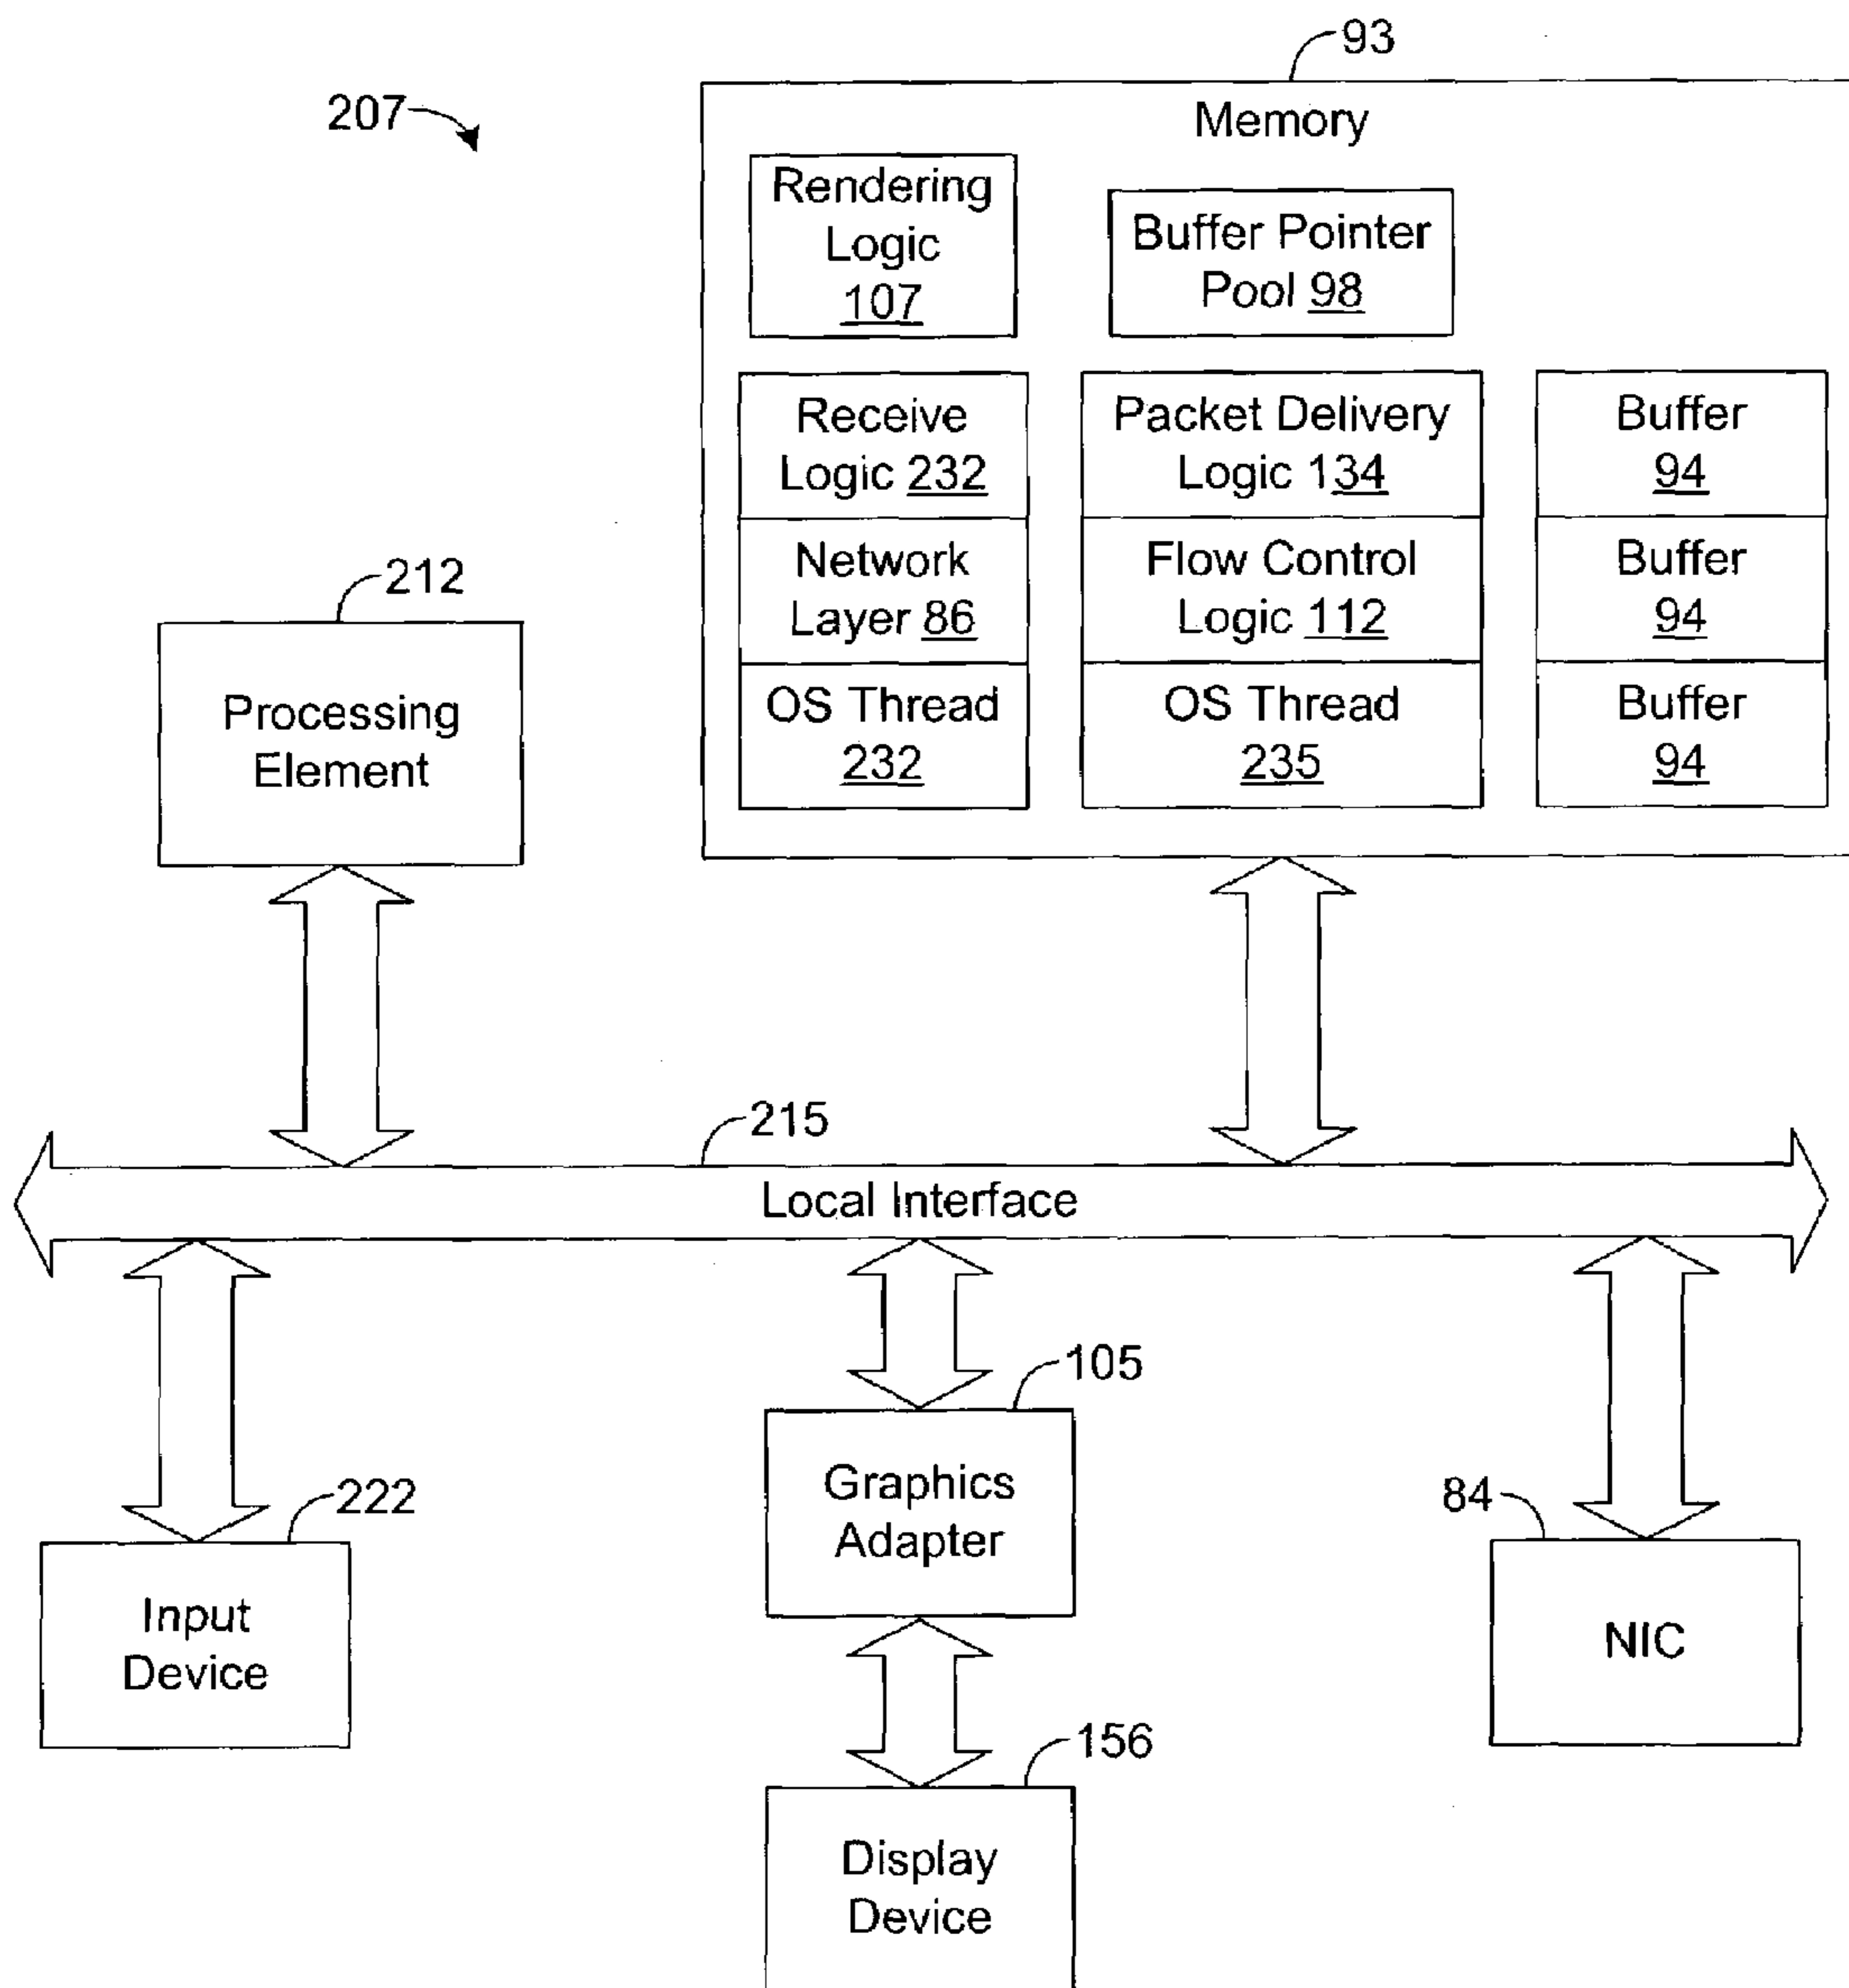 93
207
Memory
Rendering
Logic
107
Buffer Pointer
Pool 98
Receive
Logic 232
Packet Delivery
Logic 134
Buffer
94
Network
Layer 86
Flow Control
Logic 112
Buffer
94
OS Thread
232
OS Thread
235
Buffer
94
212
Processing
Element
215
Local Interface
105
Graphics
Adapter
222
Input
Device
84
NIC
156
Display
Device